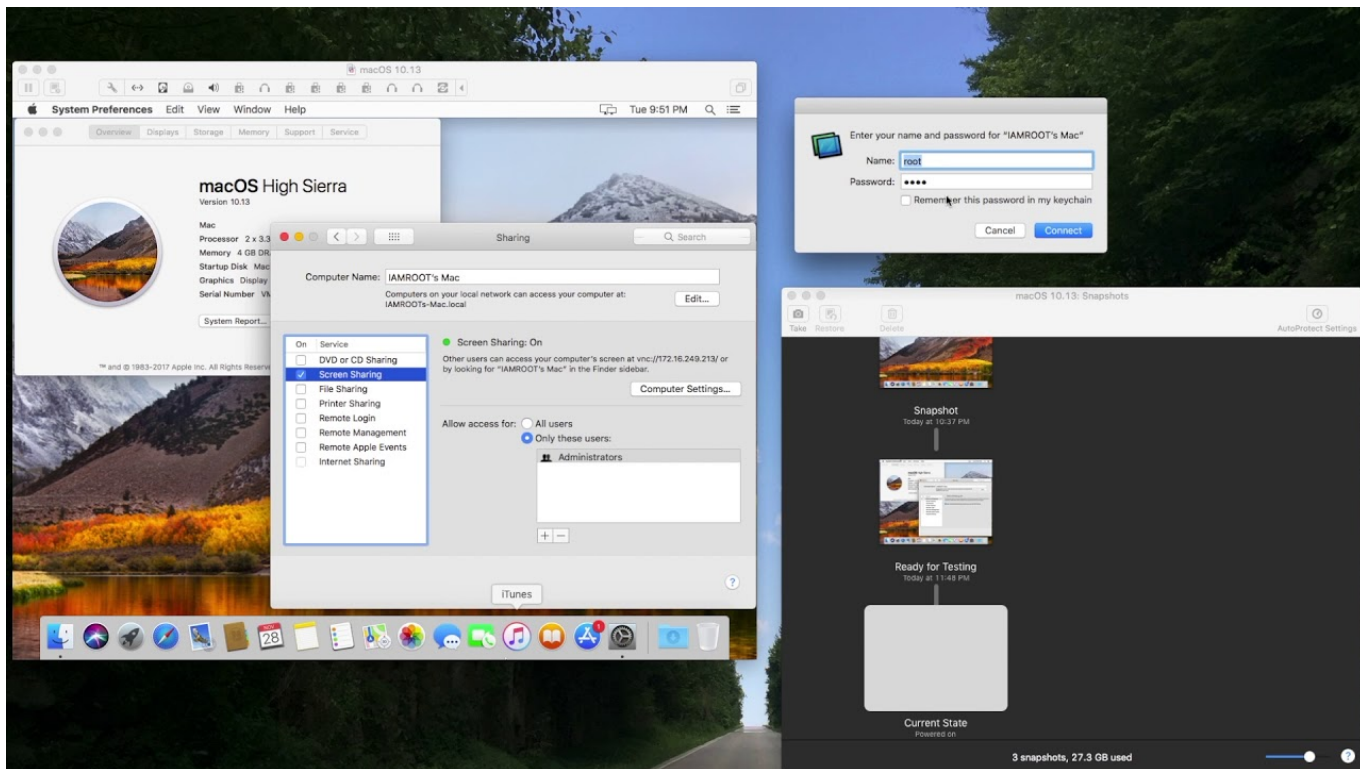 macOS 10.13
System Preferences Edit View Window Help Tue 9:51 PM
Overview Displays Storage Memory Support Service
macOS High Sierra
Version 10.13
Mac
Processor 2 x 3.3
Memory 4 GB DR
Startup Disk Mac
Graphics Display
Serial Number VM
System Report...
™ and © 1983-2017 Apple Inc. All Rights Reserve
Sharing
Search
Computer Name: IAMROOT's Mac
Computers on your local network can access your computer at:
IAMROOTs-Mac.local
Edit...
On Service
DVD or CD Sharing
Screen Sharing
File Sharing
Printer Sharing
Remote Login
Remote Management
Remote Apple Events
Internet Sharing
Screen Sharing: On
Other users can access your computer's screen at vnc://172.16.249.213/ or
by looking for "IAMROOT's Mac" in the Finder sidebar.
Computer Settings...
Allow access for: All users
Only these users:
Administrators
+ −
?
iTunes
NOV
28
1
Enter your name and password for "IAMROOT's Mac"
Name: root
Password: ••••
Remember this password in my keychain
Cancel Connect
macOS 10.13: Snapshots
Take Restore Delete AutoProtect Settings
Snapshot
Today at 10:37 PM
Ready for Testing
Today at 11:48 PM
Current State
Powered on
3 snapshots, 27.3 GB used
?